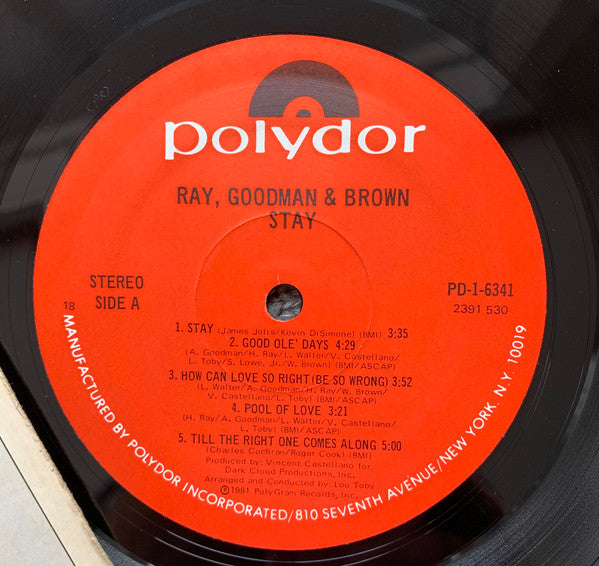 polydor
RAY, GOODMAN & BROWN
STAY
STEREO
SIDE A
18
PD-1-6341
2391 530
1. STAY (James Jolis/Kevin DiSimone) (BMI) 3;35
2. GOOD OLE' DAYS 4:29
(A. Goodman/H. Ray/L. Walter/V. Castellano/
L. Toby/S. Lowe, Jr./W. Brown) (BMI/ASCAP)
3. HOW CAN LOVE SO RIGHT (BE SO WRONG) 3:52
(L. Walter/A. Goodman/H. Ray/W. Brown/
V. Castellano/L. Toby) (BMI/ASCAP)
4. POOL OF LOVE 3:21
(H. Ray/A. Goodman/L. Walter/V. Castellano/
L. Toby) (BMI/ASCAP)
5. TILL THE RIGHT ONE COMES ALONG 5:00
(Charles Cochran/Roger Cook) (BMI)
Produced by: Vincent Castellano for
Dark Cloud Productions, Inc.
Arranged and Conducted by: Lou Toby
℗1981 PolyGram Records, Inc.
MANUFACTURED BY POLYDOR INCORPORATED/810 SEVENTH AVENUE/NEW YORK, N.Y. 10019